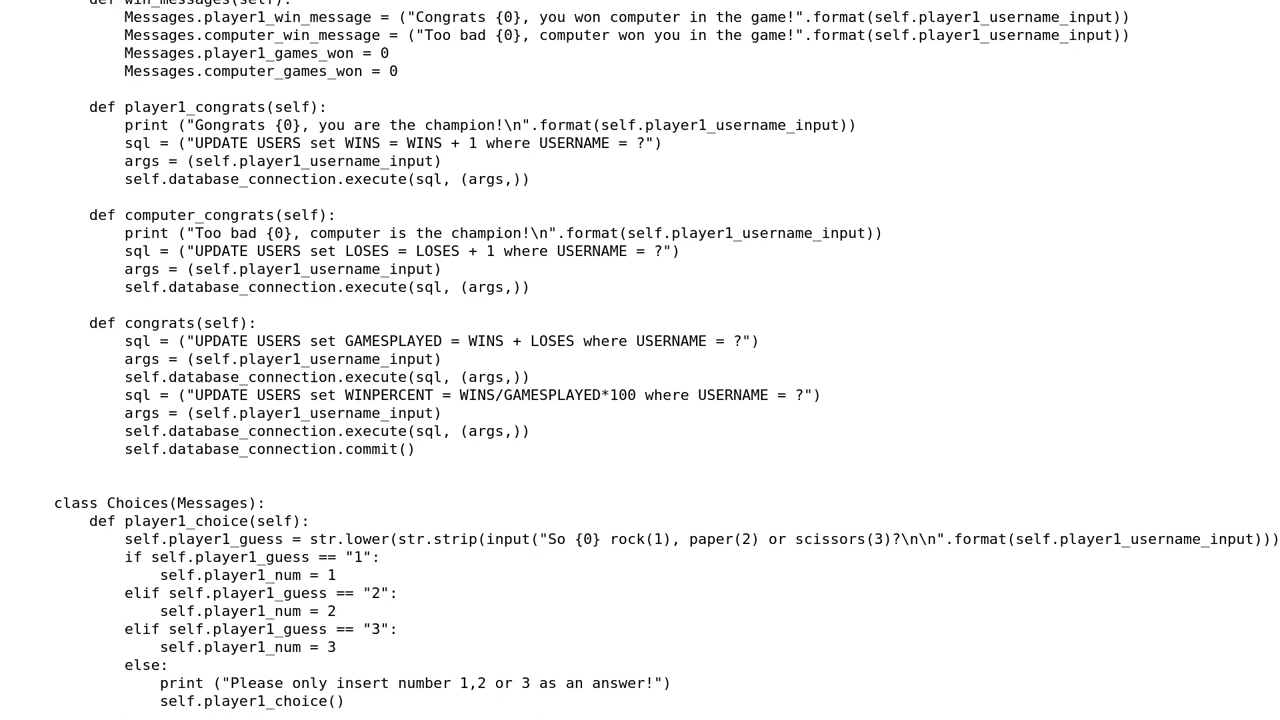 def win_messages(self):
Messages.player1_win_message = ("Congrats {0}, you won computer in the game!".format(self.player1_username_input))
Messages.computer_win_message = ("Too bad {0}, computer won you in the game!".format(self.player1_username_input))
Messages.player1_games_won = 0
Messages.computer_games_won = 0
def player1_congrats(self):
print ("Gongrats {0}, you are the champion!\n".format(self.player1_username_input))
sql = ("UPDATE USERS set WINS = WINS + 1 where USERNAME = ?")
args = (self.player1_username_input)
self.database_connection.execute(sql, (args,))
def computer_congrats(self):
print ("Too bad {0}, computer is the champion!\n".format(self.player1_username_input))
sql = ("UPDATE USERS set LOSES = LOSES + 1 where USERNAME = ?")
args = (self.player1_username_input)
self.database_connection.execute(sql, (args,))
def congrats(self):
sql = ("UPDATE USERS set GAMESPLAYED = WINS + LOSES where USERNAME = ?")
args = (self.player1_username_input)
self.database_connection.execute(sql, (args,))
sql = ("UPDATE USERS set WINPERCENT = WINS/GAMESPLAYED*100 where USERNAME = ?")
args = (self.player1_username_input)
self.database_connection.execute(sql, (args,))
self.database_connection.commit()
class Choices(Messages):
def player1_choice(self):
self.player1_guess = str.lower(str.strip(input("So {0} rock(1), paper(2) or scissors(3)?\n\n".format(self.player1_username_input)))
if self.player1_guess == "1":
self.player1_num = 1
elif self.player1_guess == "2":
self.player1_num = 2
elif self.player1_guess == "3":
self.player1_num = 3
else:
print ("Please only insert number 1,2 or 3 as an answer!")
self.player1_choice()